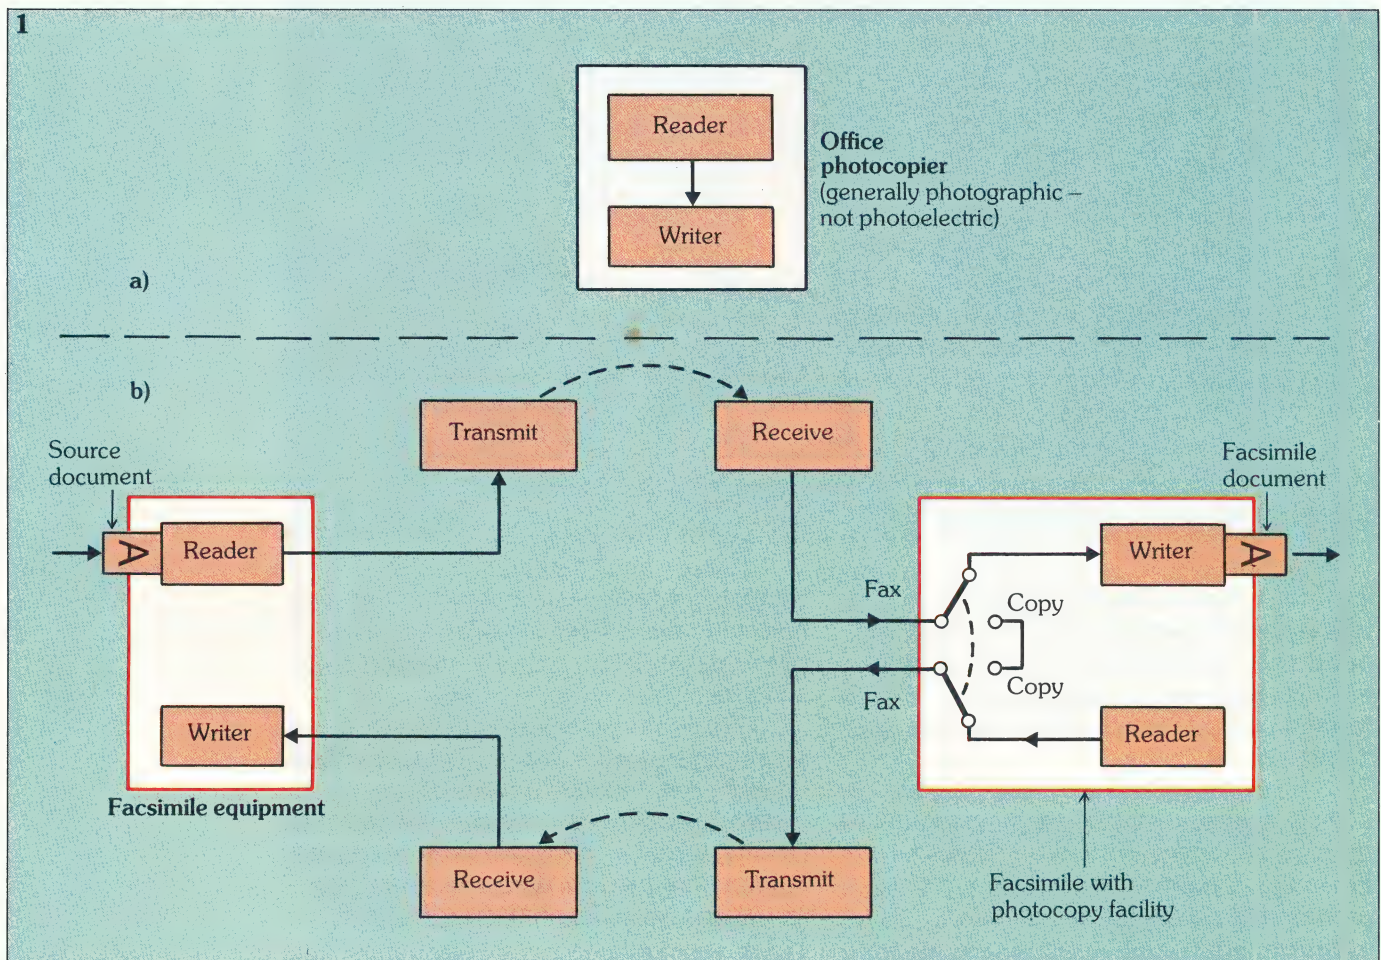 1
Reader
Writer
Office
photocopier
(generally photographic –
not photoelectric)
a)
b)
Transmit
Receive
Source
document
A
Reader
Facsimile
document
Writer
A
Fax
Copy
Copy
Fax
Writer
Reader
Facsimile equipment
Receive
Transmit
Facsimile with
photocopy facility